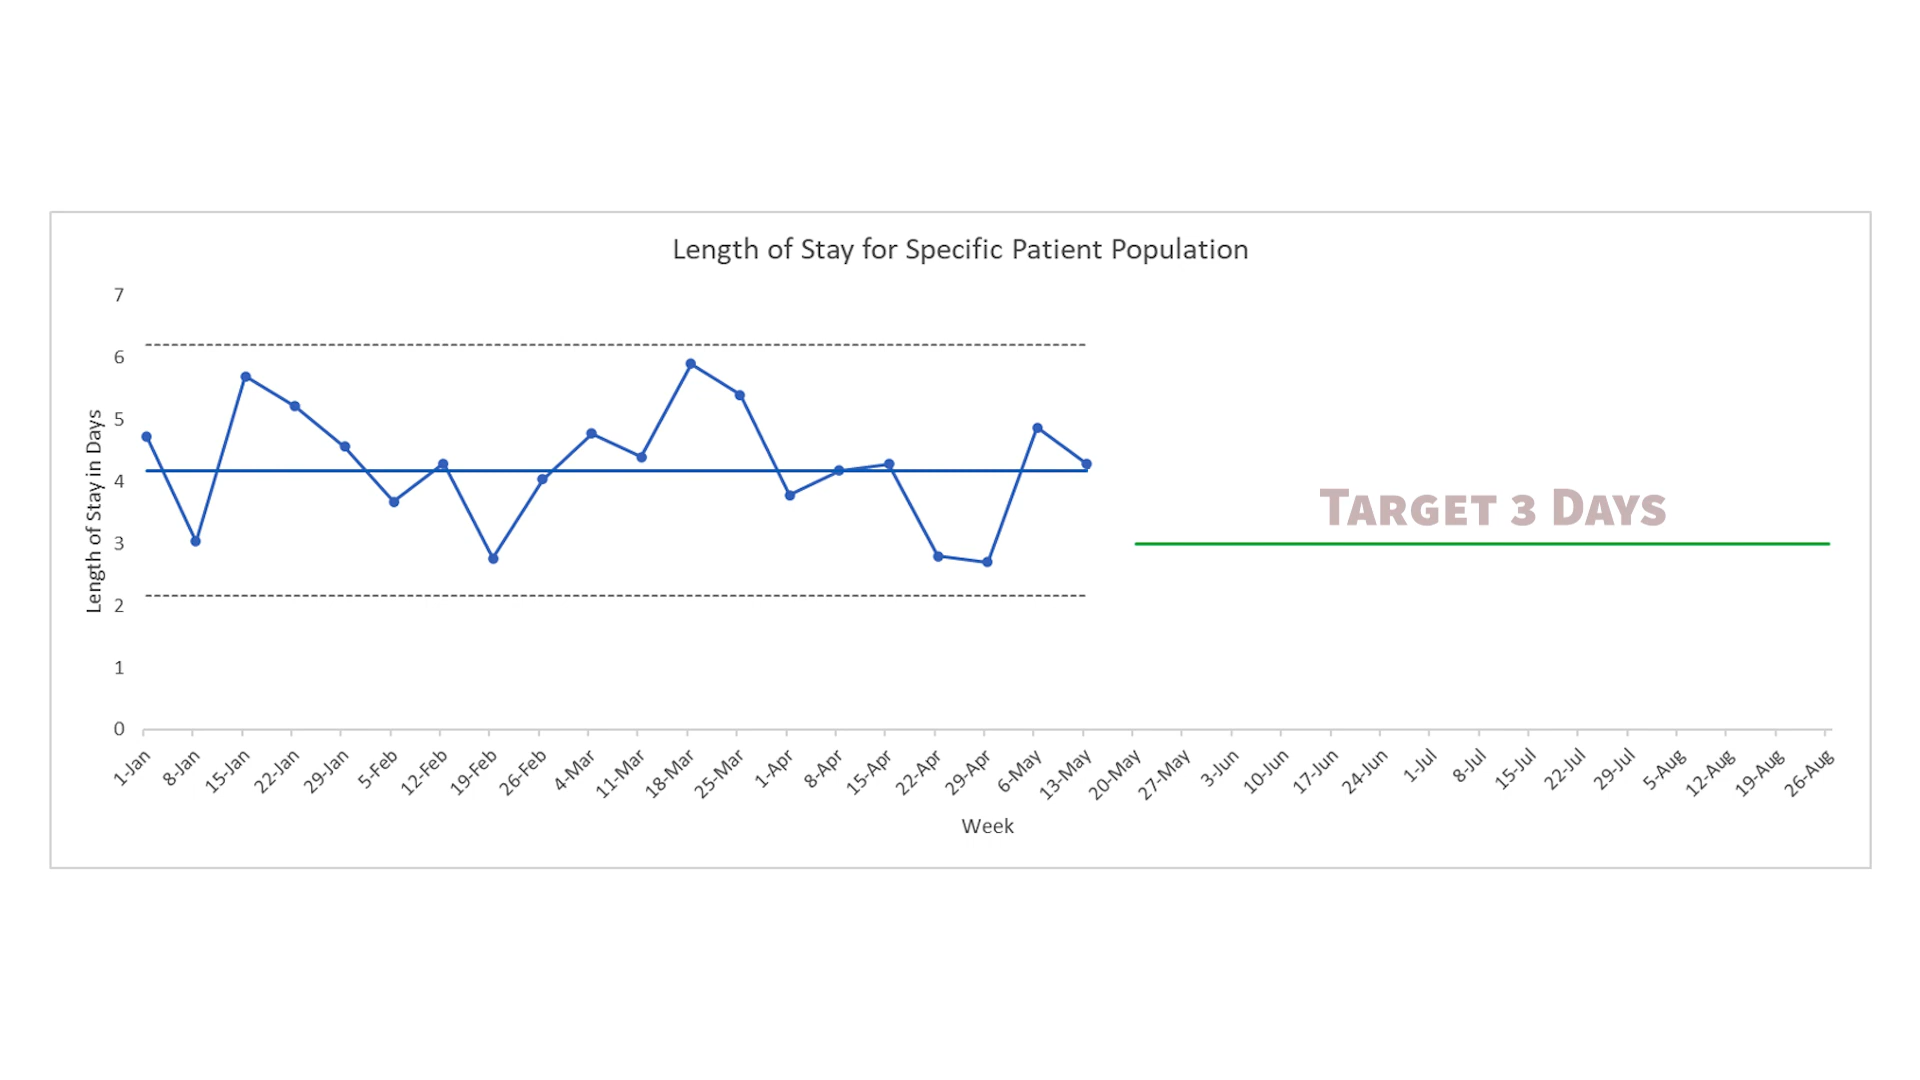 Length of Stay for Specific Patient Population
7
6
5
4
3
2
1
0
Length of Stay in Days
TARGET 3 DAYS
1-Jan
8-Jan
15-Jan
22-Jan
29-Jan
5-Feb
12-Feb
19-Feb
26-Feb
4-Mar
11-Mar
18-Mar
25-Mar
1-Apr
8-Apr
15-Apr
22-Apr
29-Apr
6-May
13-May
20-May
27-May
3-Jun
10-Jun
17-Jun
24-Jun
1-Jul
8-Jul
15-Jul
22-Jul
29-Jul
5-Aug
12-Aug
19-Aug
26-Aug
Week